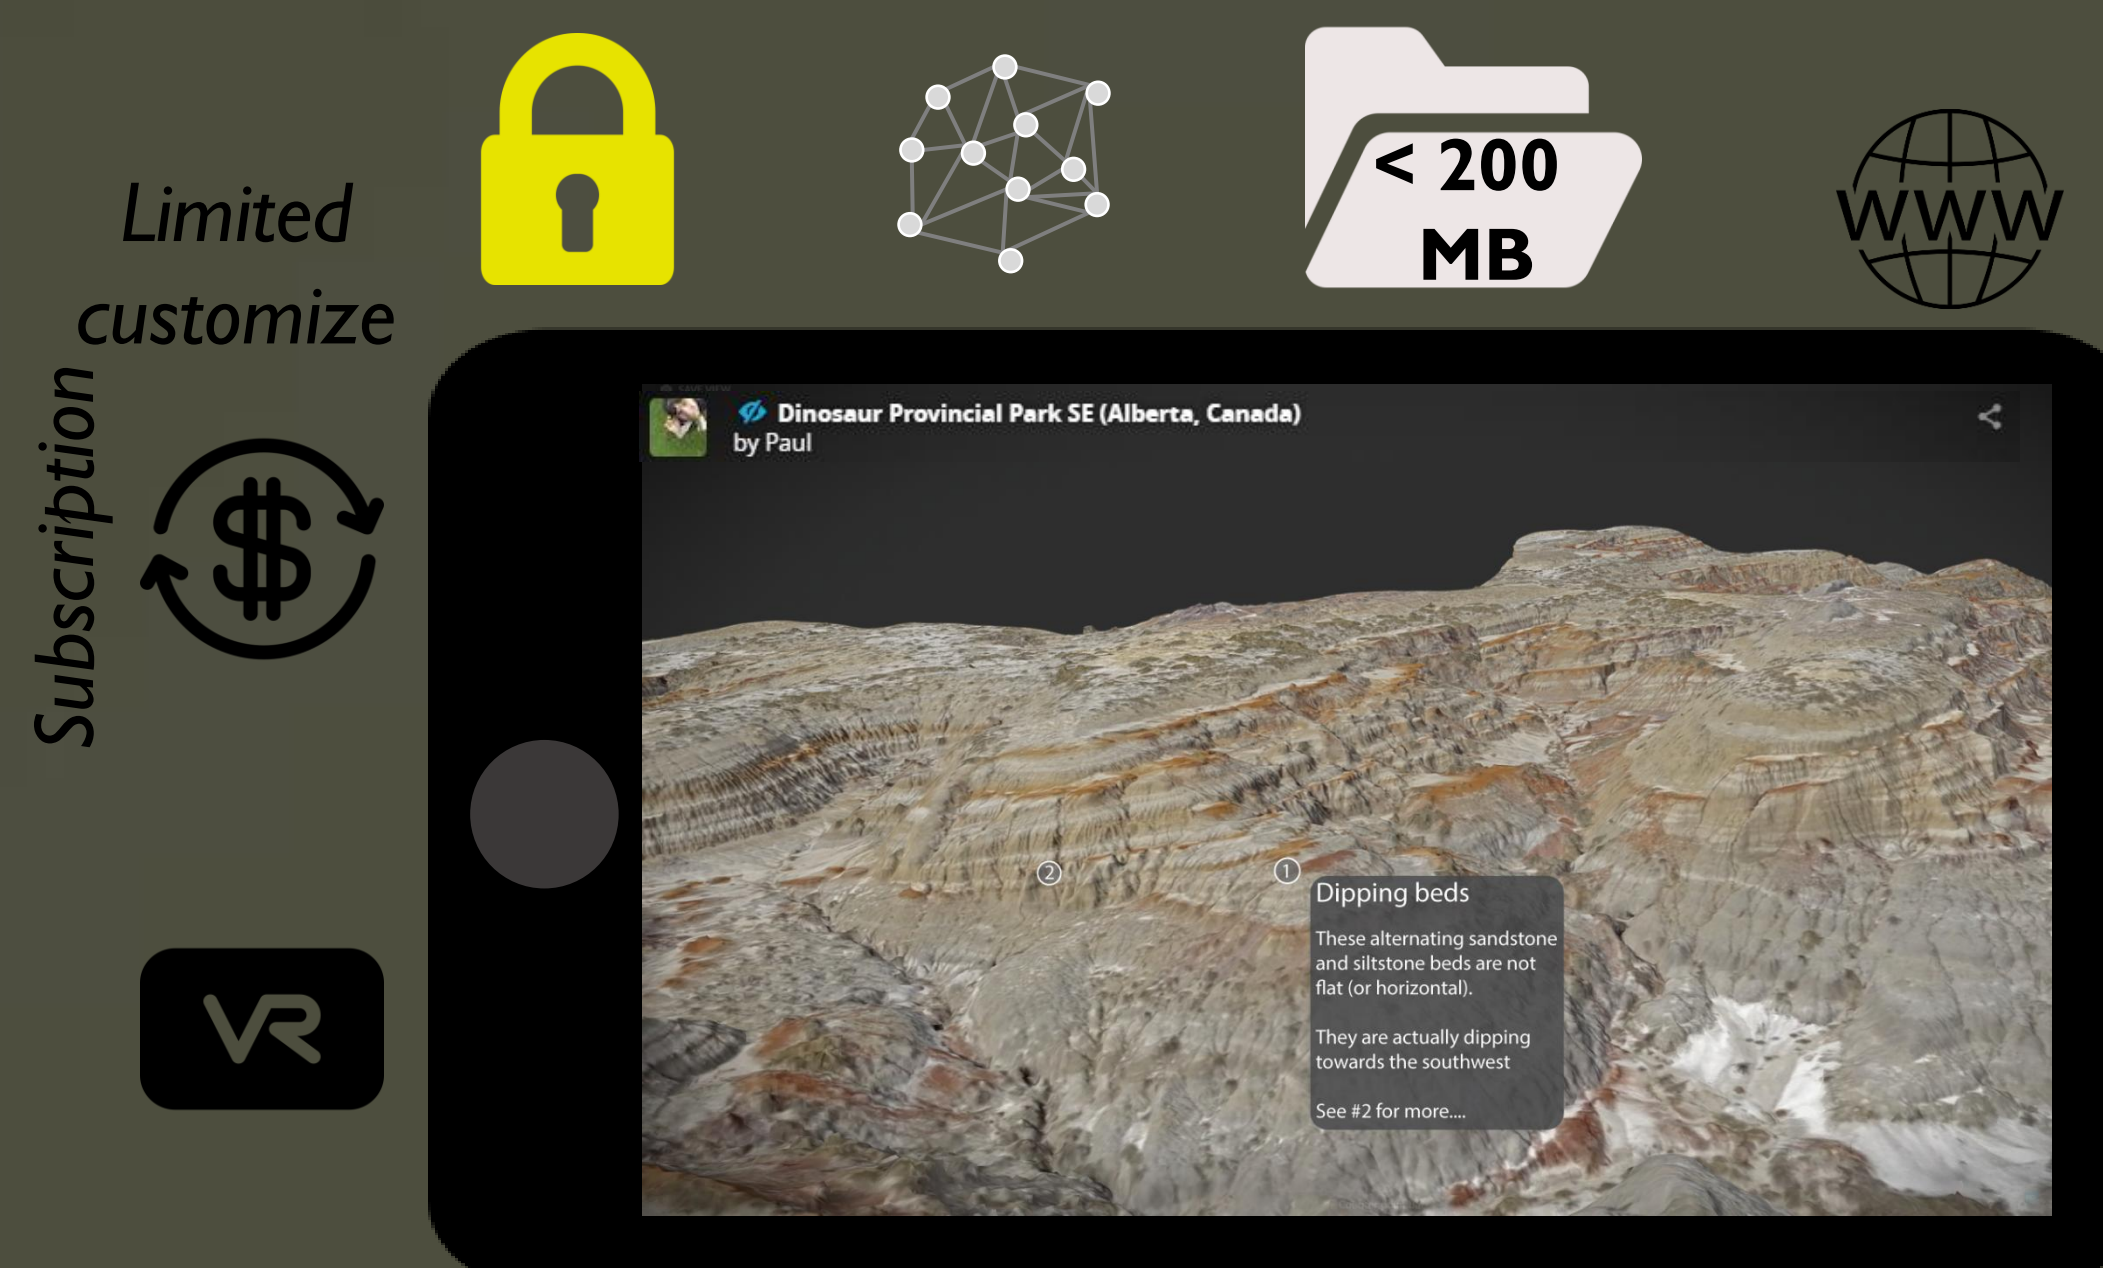 Limited
customize
Subscription
< 200
MB
WWW
VR
SAVE VIEW
Dinosaur Provincial Park SE (Alberta, Canada)
by Paul
2
1
Dipping beds
These alternating sandstone
and siltstone beds are not
flat (or horizontal).
They are actually dipping
towards the southwest
See #2 for more....